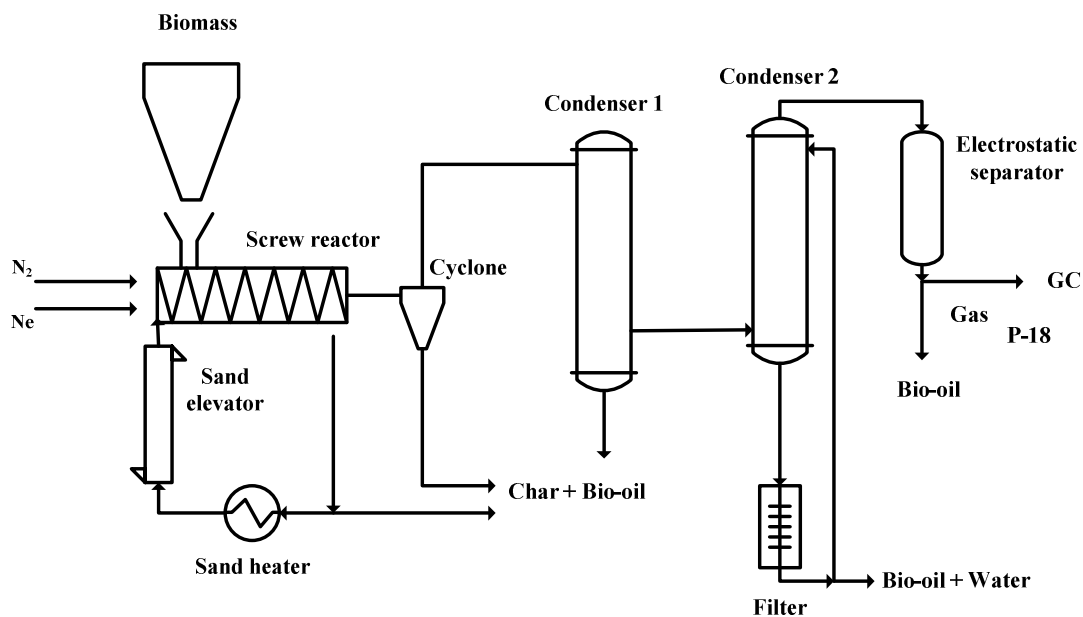 Biomass
Condenser 2
Condenser 1
Electrostatic
separator
Screw reactor
Cyclone
N2
Ne
GC
Gas
P-18
Sand
elevator
Bio-oil
Char + Bio-oil
Sand heater
Bio-oil + Water
Filter